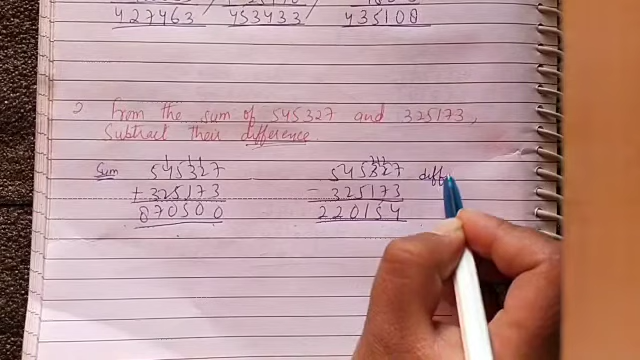 427463 453433 435108
2 From the sum of 545327 and 325173,
Subtract their difference
Sum 545327 545327 diffe
+325173 - 325173
870500 220154